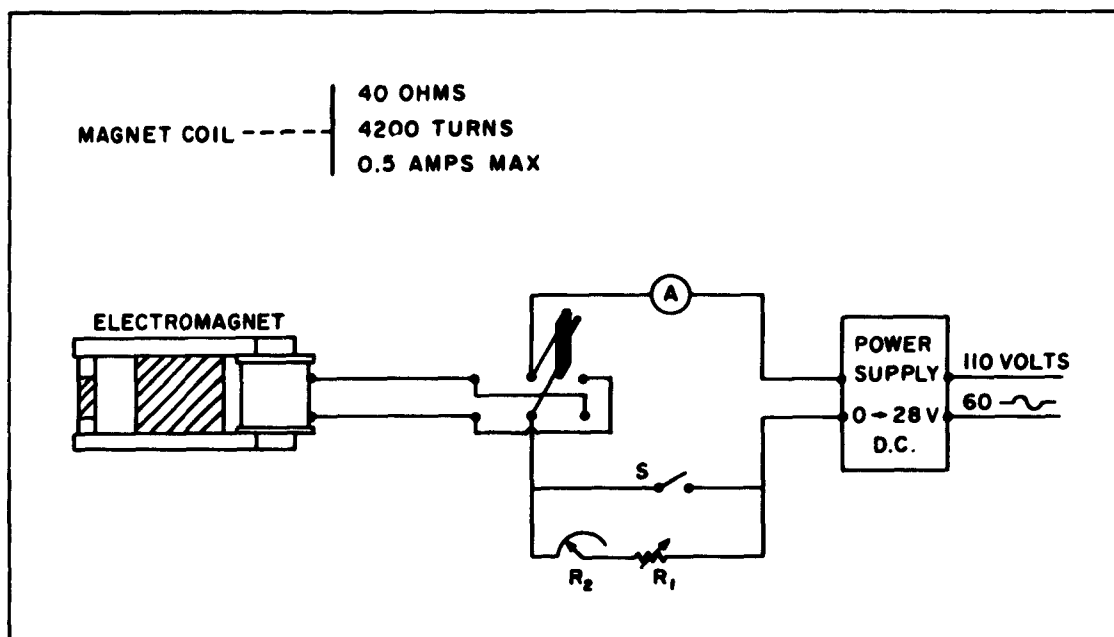 40 OHMS
MAGNET COIL ----- 4200 TURNS
0.5 AMPS MAX
A
ELECTROMAGNET
POWER
SUPPLY
110 VOLTS
0→28V
60 ~
D.C.
S
R₂
R₁